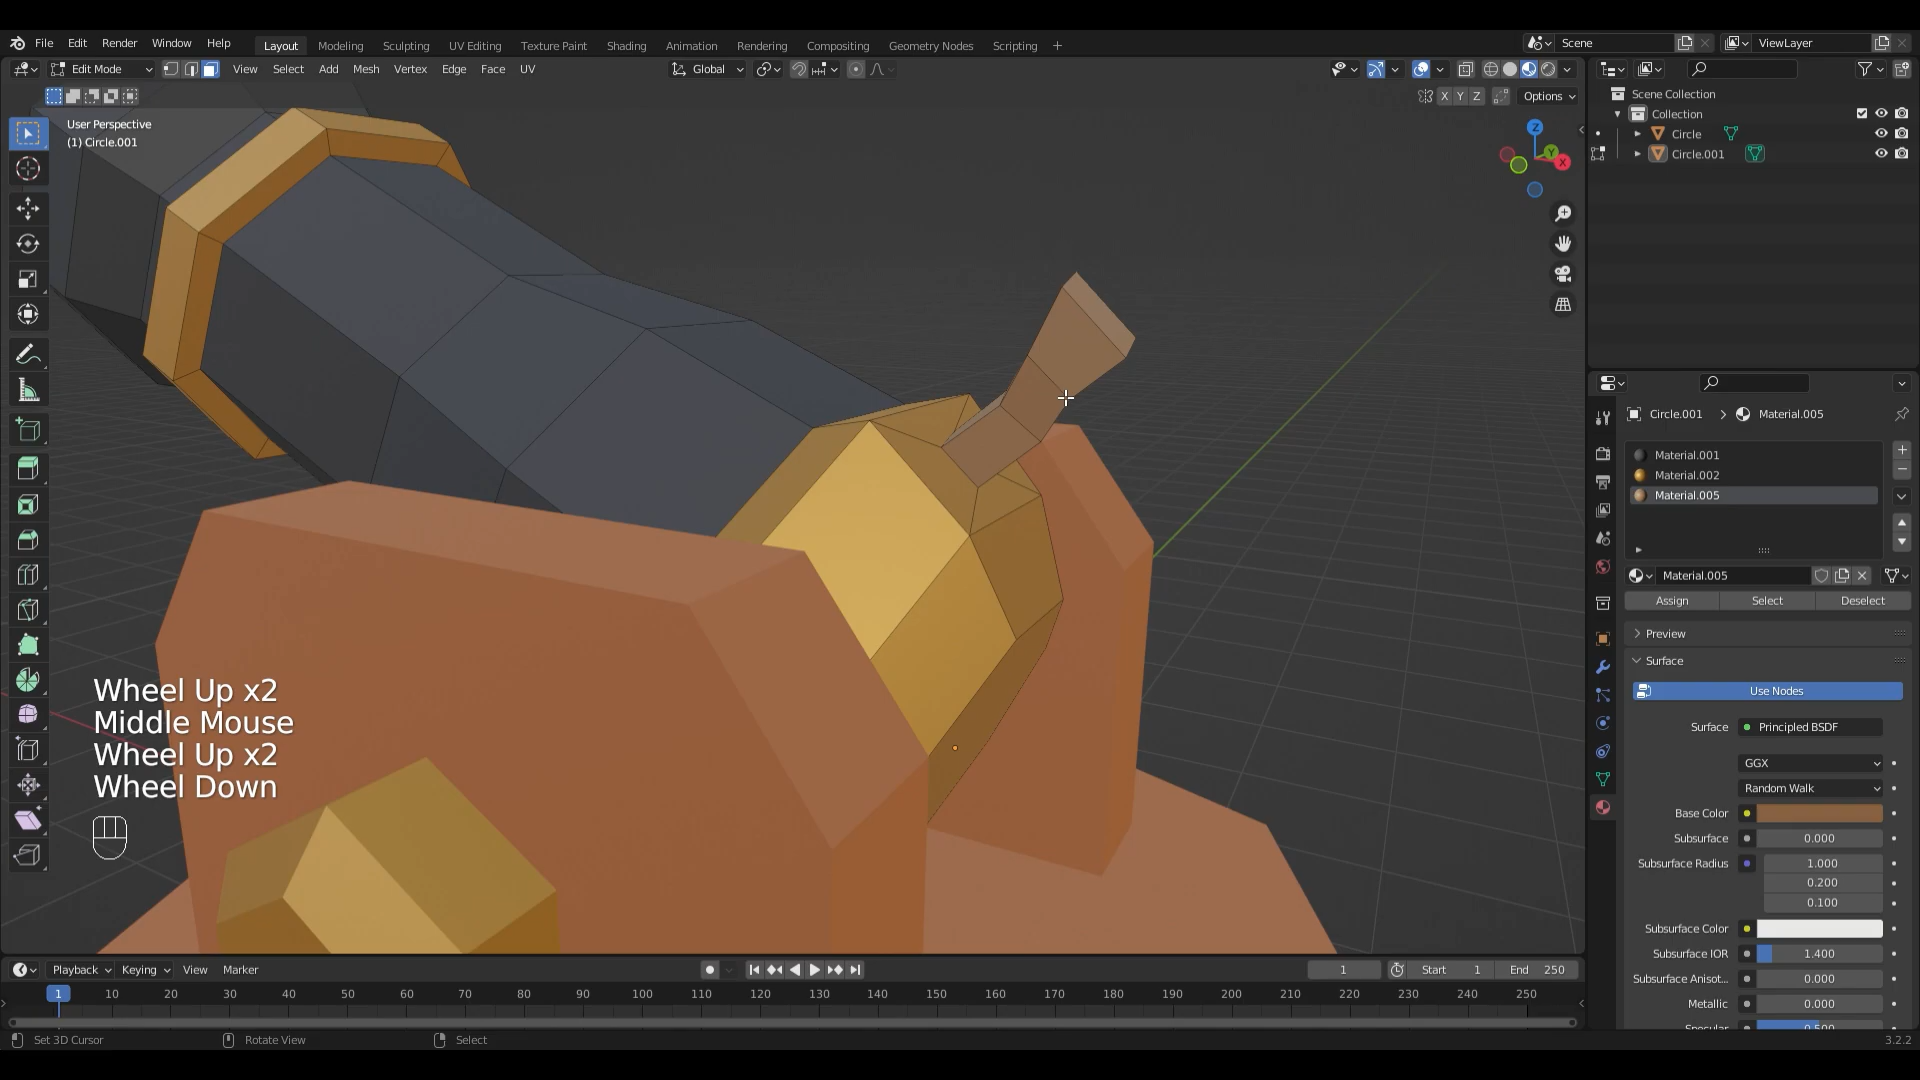 File Edit Render Window Help Layout Modeling Sculpting UV Editing Texture Paint Shading Animation Rendering Compositing Geometry Nodes Scripting + Scene ViewLayer
Edit Mode View Select Add Mesh Vertex Edge Face UV Global
X Y Z Options
User Perspective
(1) Circle.001
Z
Y
X
Scene Collection
Collection
Circle
Circle.001
Circle.001 > Material.005
Material.001
Material.002
Material.005
Material.005
Assign Select Deselect
Preview
Surface
Use Nodes
Surface Principled BSDF
GGX
Random Walk
Base Color
Subsurface 0.000
Subsurface Radius 1.000
0.200
0.100
Subsurface Color
Subsurface IOR 1.400
Subsurface Anisot... 0.000
Metallic 0.000
Specular 0.500
Wheel Up x2
Middle Mouse
Wheel Up x2
Wheel Down
Playback Keying View Marker 1 Start 1 End 250
1 10 20 30 40 50 60 70 80 90 100 110 120 130 140 150 160 170 180 190 200 210 220 230 240 250
Set 3D Cursor Rotate View Select 3.2.2